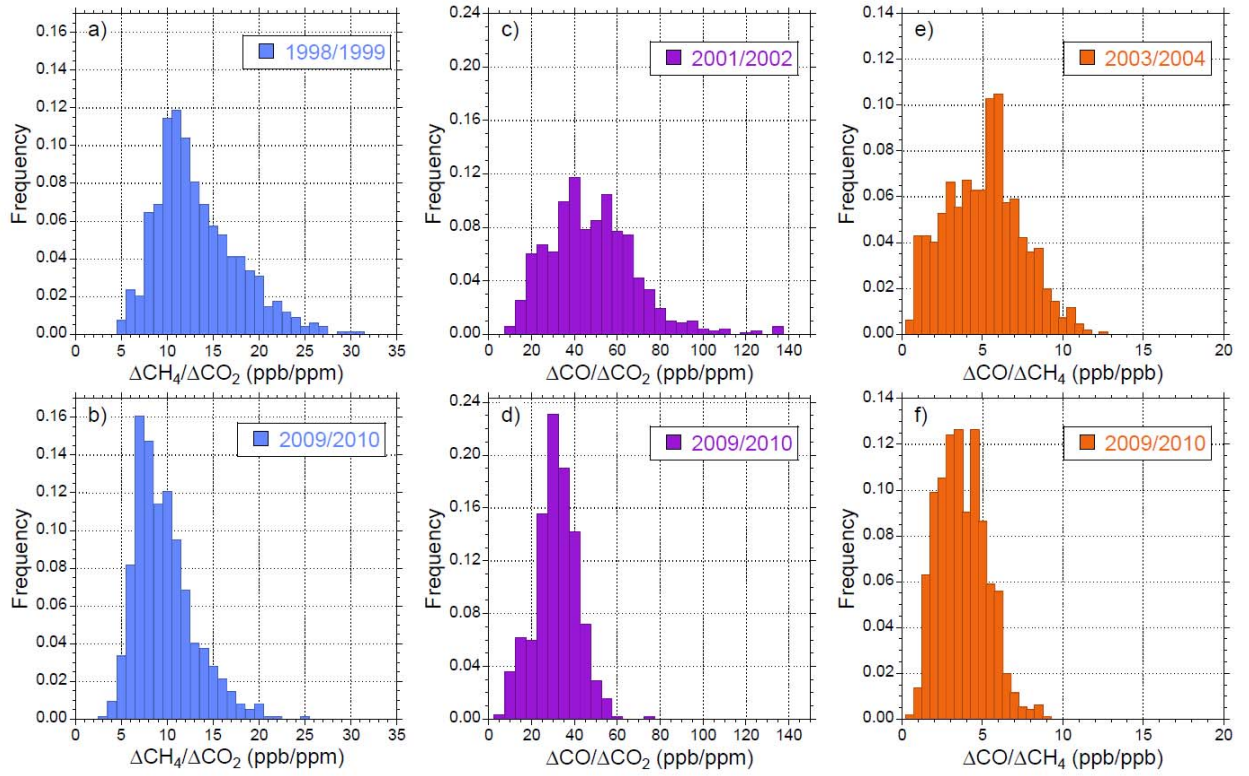 a)
1998/1999
0.16
0.14
0.12
0.10
0.08
0.06
0.04
0.02
0.00
Frequency
0 5 10 15 20 25 30 35
ΔCH₄/ΔCO₂ (ppb/ppm)
c)
2001/2002
0.24
0.20
0.16
0.12
0.08
0.04
0.00
Frequency
0 20 40 60 80 100 120 140
ΔCO/ΔCO₂ (ppb/ppm)
e)
2003/2004
0.14
0.12
0.10
0.08
0.06
0.04
0.02
0.00
Frequency
0 5 10 15 20
ΔCO/ΔCH₄ (ppb/ppb)
b)
2009/2010
0.16
0.14
0.12
0.10
0.08
0.06
0.04
0.02
0.00
Frequency
0 5 10 15 20 25 30 35
ΔCH₄/ΔCO₂ (ppb/ppm)
d)
2009/2010
0.24
0.20
0.16
0.12
0.08
0.04
0.00
Frequency
0 20 40 60 80 100 120 140
ΔCO/ΔCO₂ (ppb/ppm)
f)
2009/2010
0.14
0.12
0.10
0.08
0.06
0.04
0.02
0.00
Frequency
0 5 10 15 20
ΔCO/ΔCH₄ (ppb/ppb)